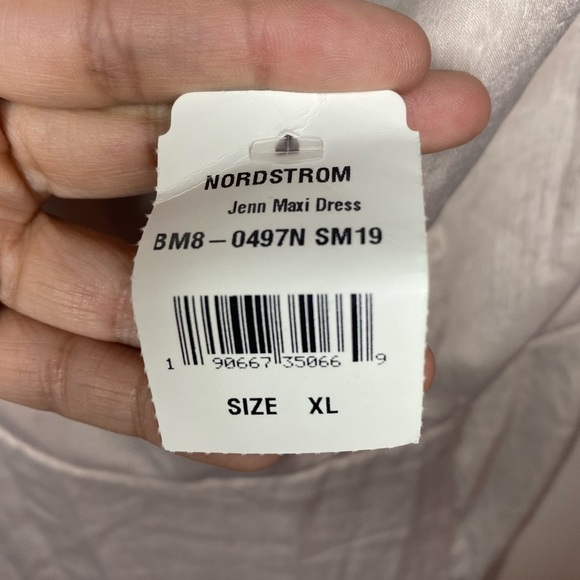 NORDSTROM
Jenn Maxi Dress
BM8-0497N SM19
1 90667 35066 9
SIZE XL